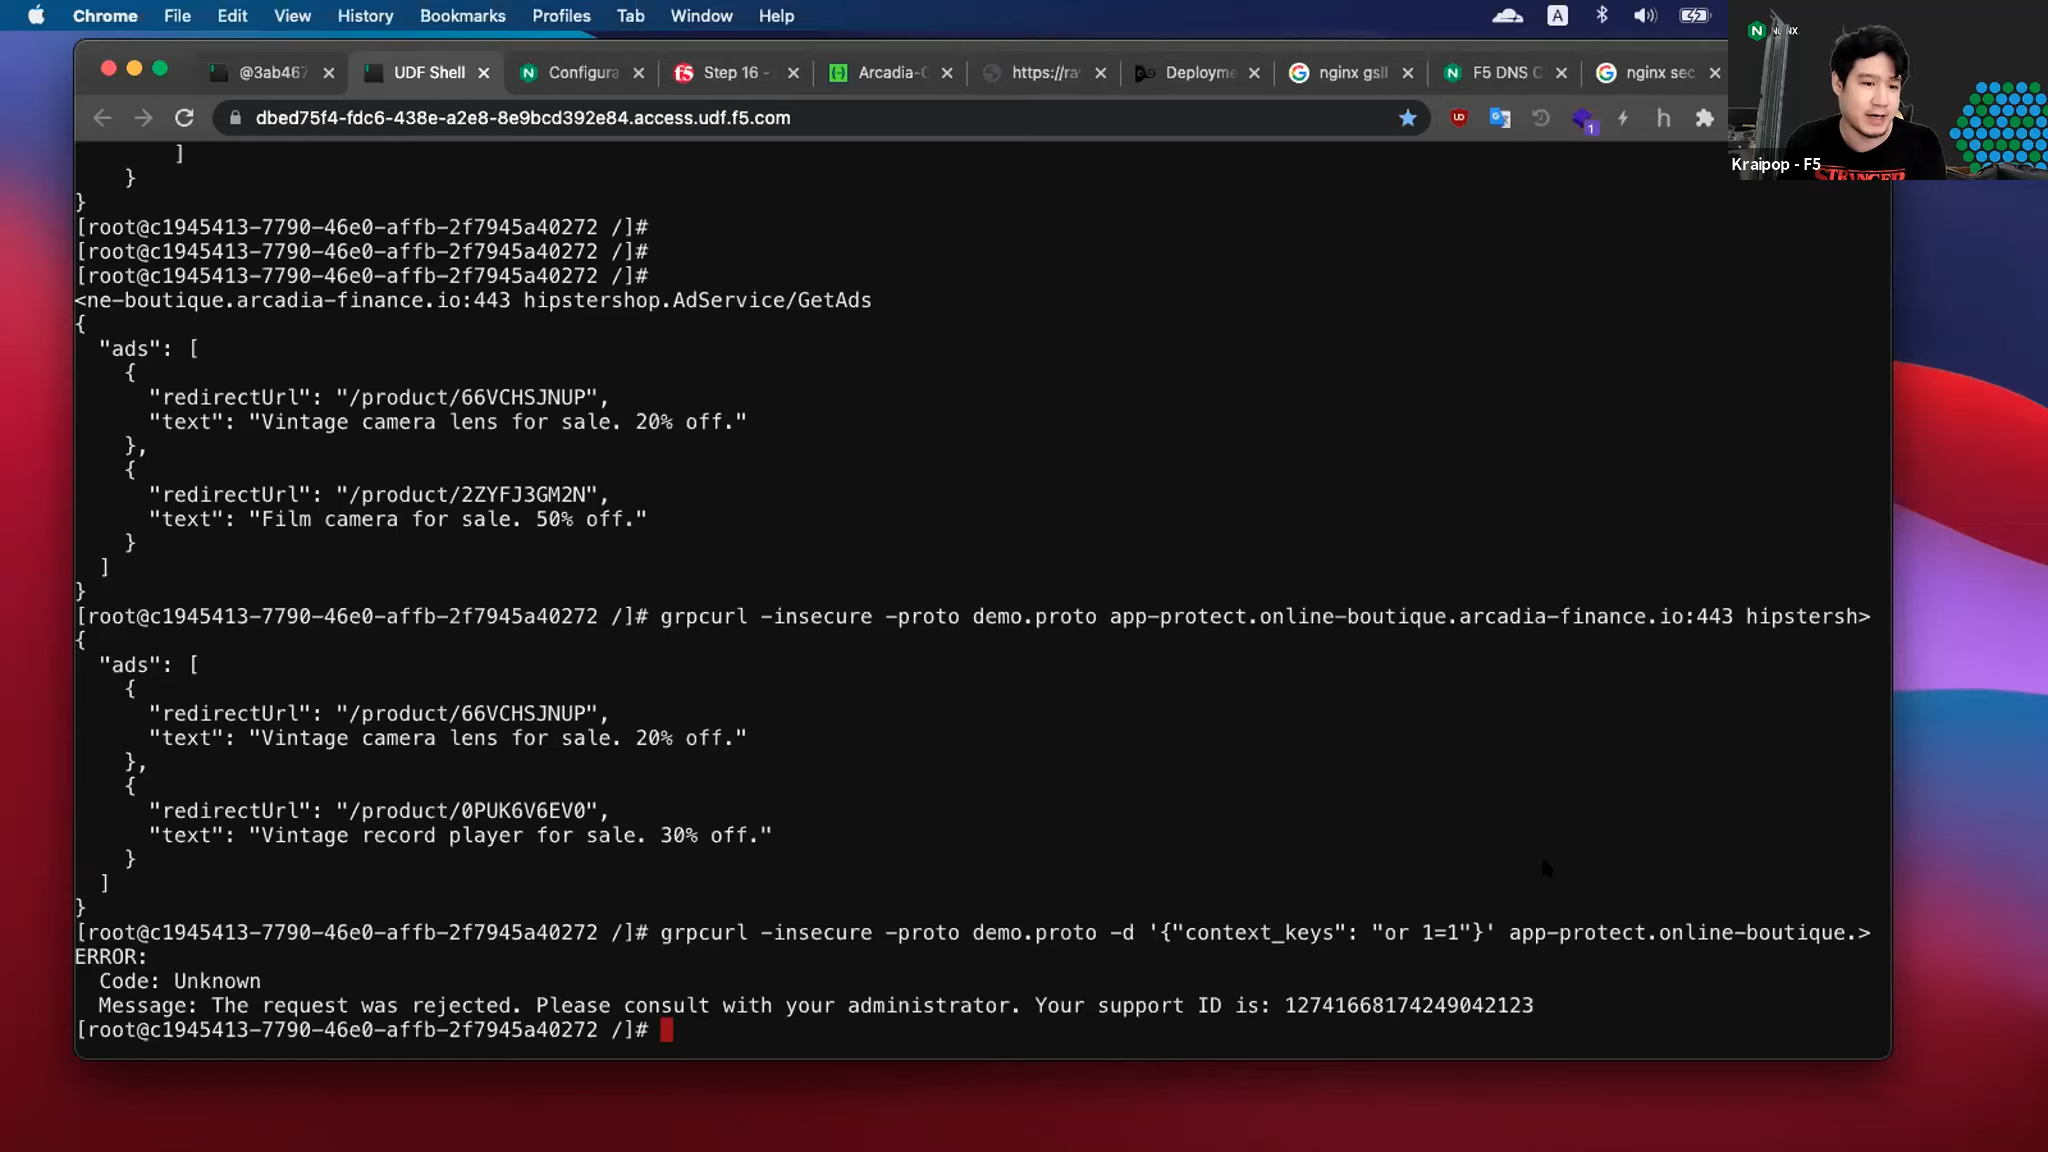 Chrome File Edit View History Bookmarks Profiles Tab Window Help A
@3ab467 UDF Shell Configura Step 16 - Arcadia-C https://ra Deployme nginx gsll F5 DNS C nginx sec
dbed75f4-fdc6-438e-a2e8-8e9bcd392e84.access.udf.f5.com
1
N
Kraipop - F5
STRANGER
]
}
}
[root@c1945413-7790-46e0-affb-2f7945a40272 /]#
[root@c1945413-7790-46e0-affb-2f7945a40272 /]#
[root@c1945413-7790-46e0-affb-2f7945a40272 /]#
<ne-boutique.arcadia-finance.io:443 hipstershop.AdService/GetAds
{
"ads": [
{
"redirectUrl": "/product/66VCHSJNUP",
"text": "Vintage camera lens for sale. 20% off."
},
{
"redirectUrl": "/product/2ZYFJ3GM2N",
"text": "Film camera for sale. 50% off."
}
]
}
[root@c1945413-7790-46e0-affb-2f7945a40272 /]# grpcurl -insecure -proto demo.proto app-protect.online-boutique.arcadia-finance.io:443 hipstersh>
{
"ads": [
{
"redirectUrl": "/product/66VCHSJNUP",
"text": "Vintage camera lens for sale. 20% off."
},
{
"redirectUrl": "/product/0PUK6V6EV0",
"text": "Vintage record player for sale. 30% off."
}
]
}
[root@c1945413-7790-46e0-affb-2f7945a40272 /]# grpcurl -insecure -proto demo.proto -d '{"context_keys": "or 1=1"}' app-protect.online-boutique.>
ERROR:
Code: Unknown
Message: The request was rejected. Please consult with your administrator. Your support ID is: 12741668174249042123
[root@c1945413-7790-46e0-affb-2f7945a40272 /]#